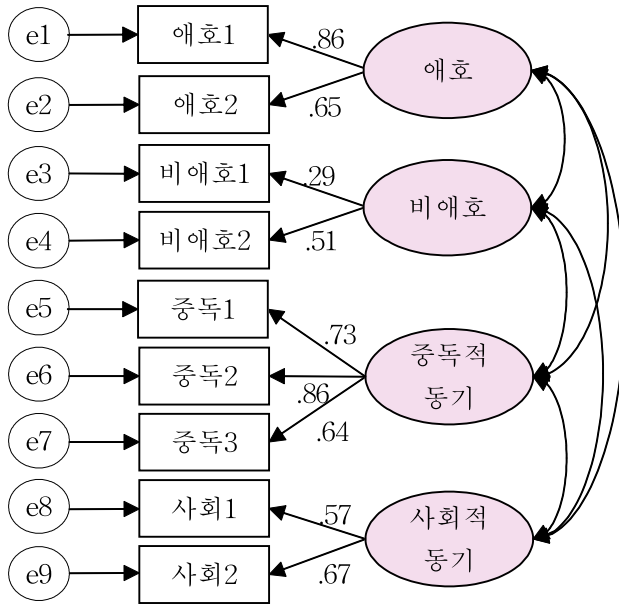 e1 애호1 .86
애호
e2 애호2 .65
e3 비애호1 .29
비애호
e4 비애호2 .51
e5 중독1 .73
중독적
동기
e6 중독2 .86
e7 중독3 .64
e8 사회1 .57
사회적
동기
e9 사회2 .67